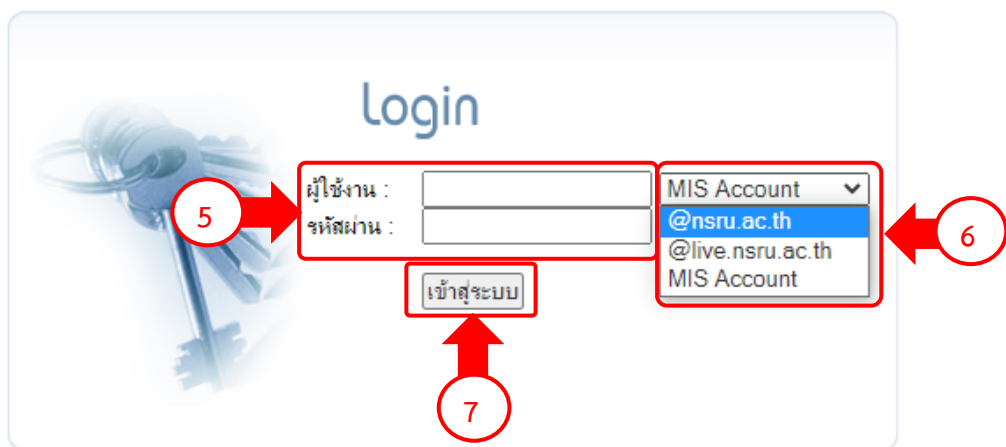 Login
ผู้ใช้งาน :
MIS Account
5
รหัสผ่าน :
@nsru.ac.th
6
@live.nsru.ac.th
MIS Account
เข้าสู่ระบบ
7